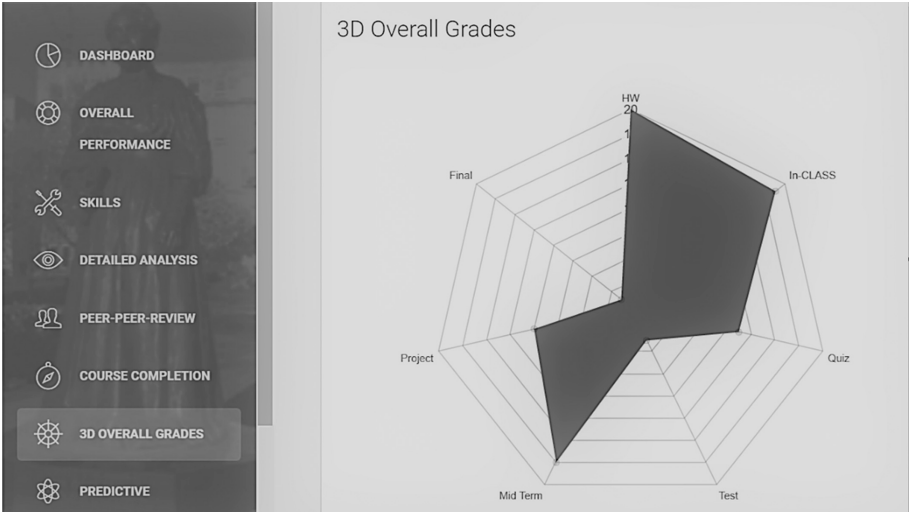 DASHBOARD
OVERALL
PERFORMANCE
SKILLS
DETAILED ANALYSIS
PEER-PEER-REVIEW
COURSE COMPLETION
3D OVERALL GRADES
PREDICTIVE
3D Overall Grades
HW
20
In-CLASS
Final
Project
Quiz
Mid Term
Test